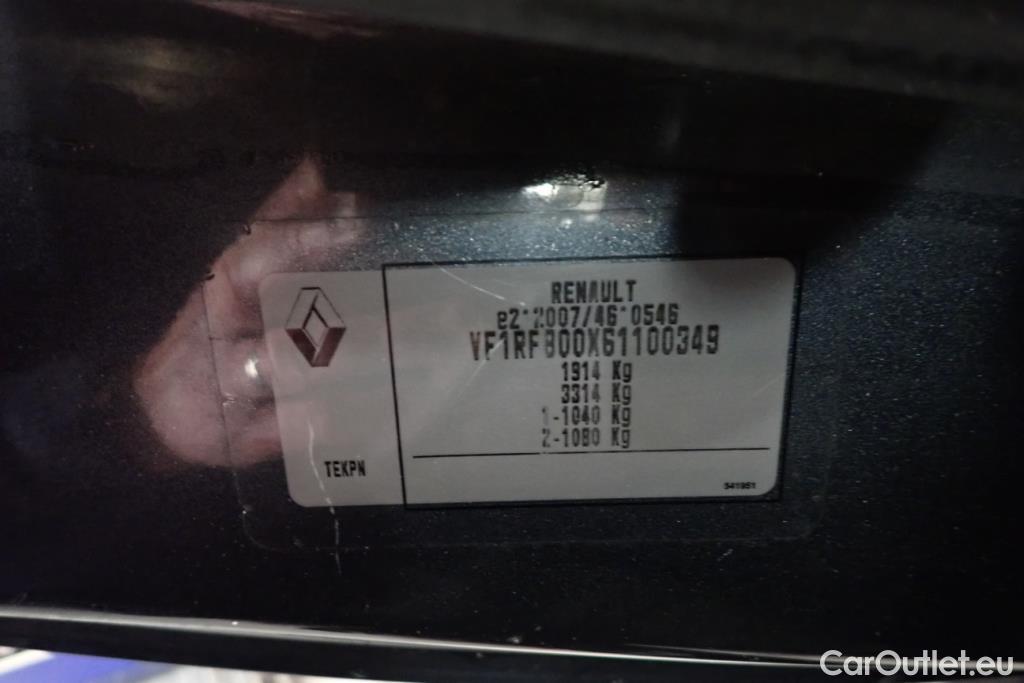 RENAULT
e2*2007/46*0546
VF1RFB00X61100349
1914 Kg
3314 Kg
1-1040 Kg
2-1080 Kg
TEKPN
541951
CarOutlet.eu